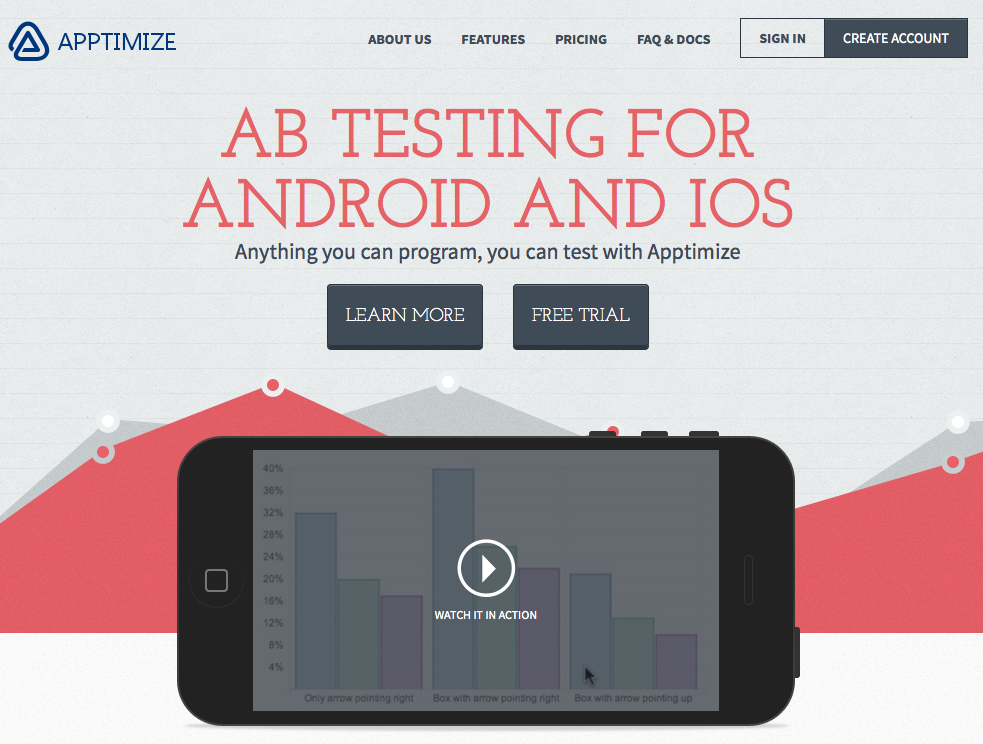 APPTIMIZE
ABOUT US
FEATURES
PRICING
FAQ & DOCS
SIGN IN
CREATE ACCOUNT
AB TESTING FOR
ANDROID AND IOS
Anything you can program, you can test with Apptimize
LEARN MORE
FREE TRIAL
40%
36%
32%
28%
24%
20%
16%
12%
8%
4%
WATCH IT IN ACTION
Only arrow pointing right
Box with arrow pointing right
Box with arrow pointing up